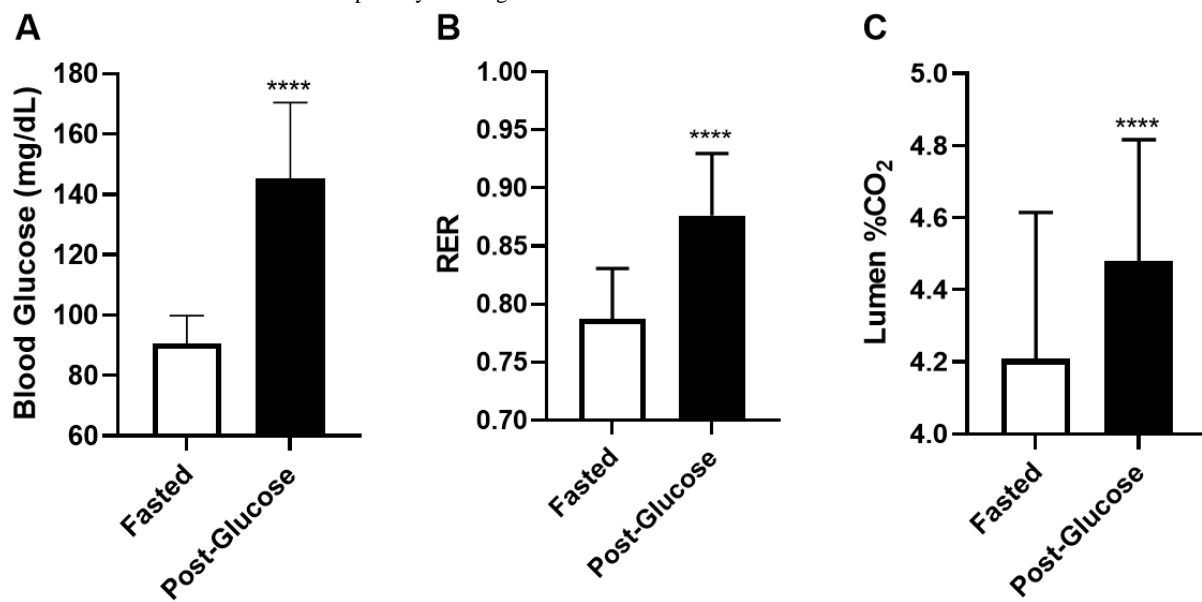 A
Blood Glucose (mg/dL)
180
160
140
120
100
80
60
****
Fasted
Post-Glucose
B
RER
1.00
0.95
0.90
0.85
0.80
0.75
0.70
****
Fasted
Post-Glucose
C
Lumen %CO2
5.0
4.8
4.6
4.4
4.2
4.0
****
Fasted
Post-Glucose